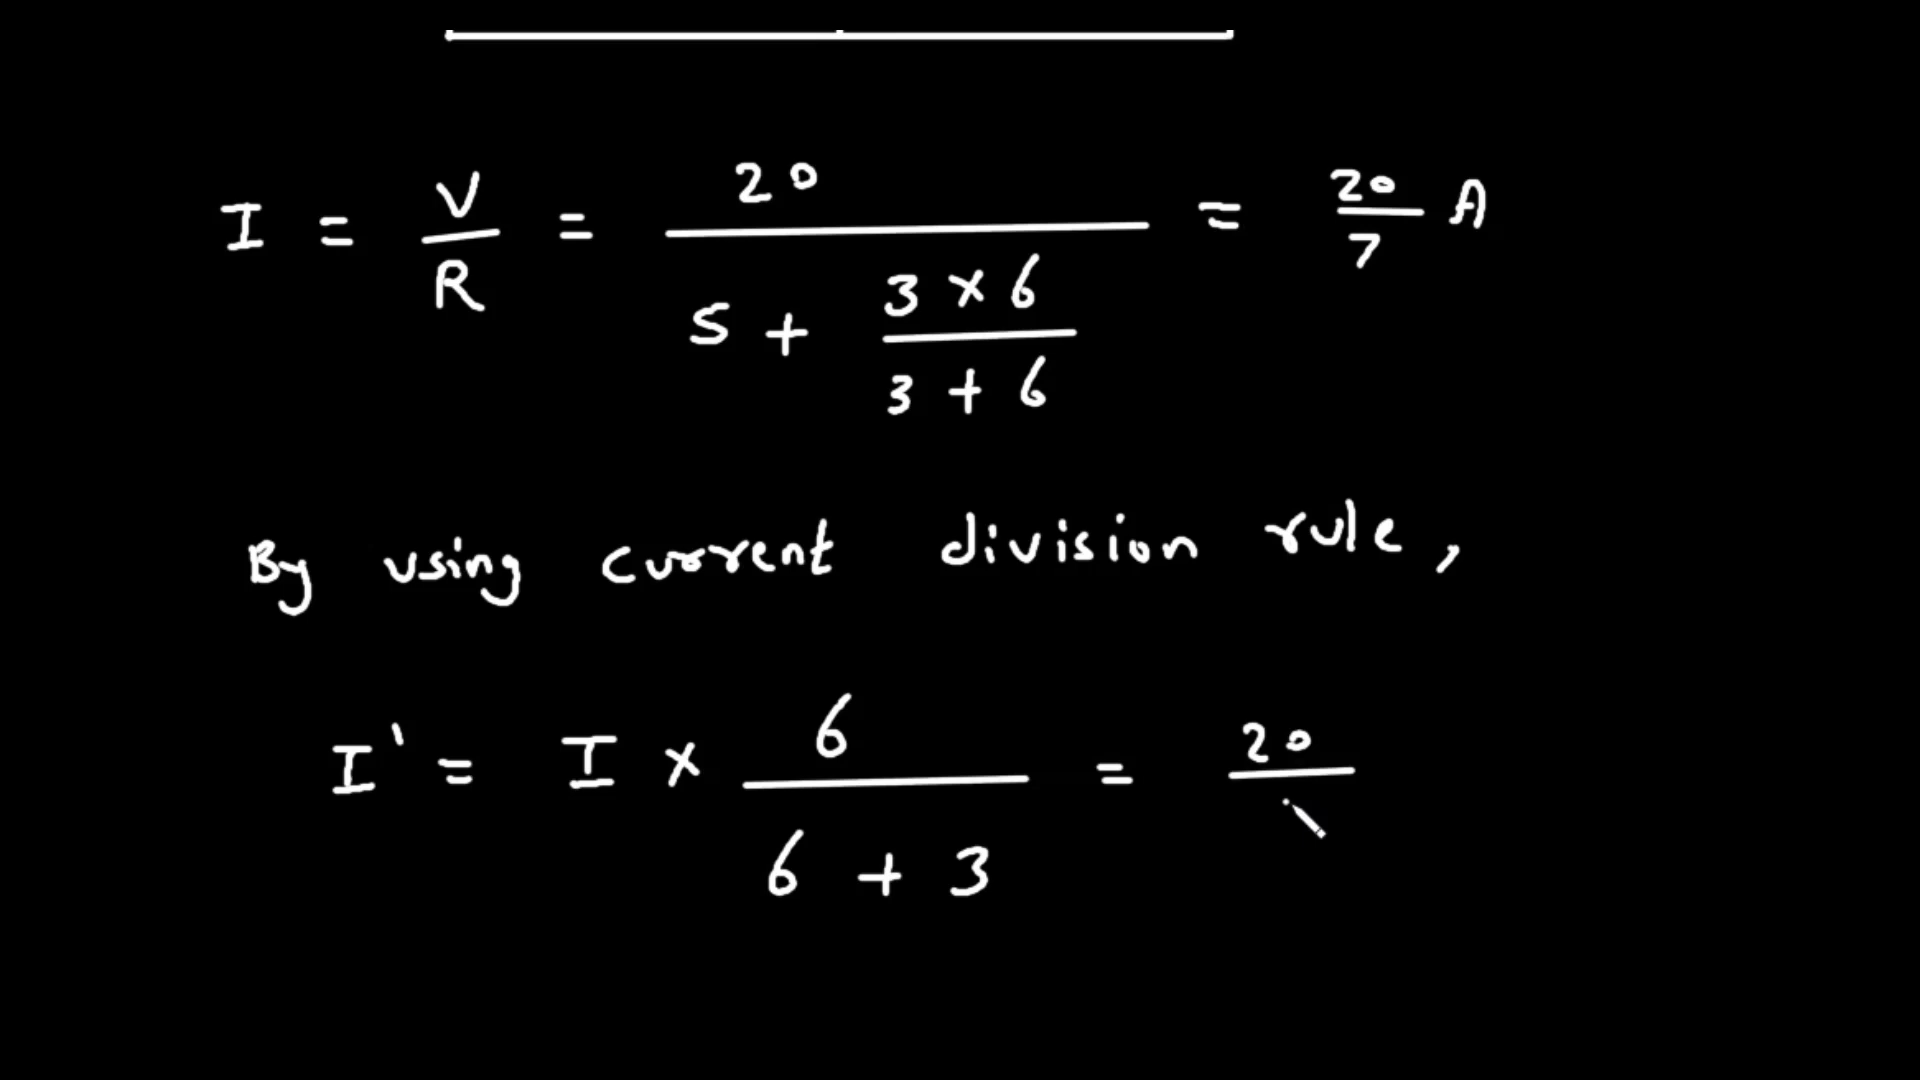 I = V/R = 20/(5 + (3 × 6)/(3 + 6)) = 20/7 A
By using current division rule,
I' = I × 6/(6 + 3) = 20/